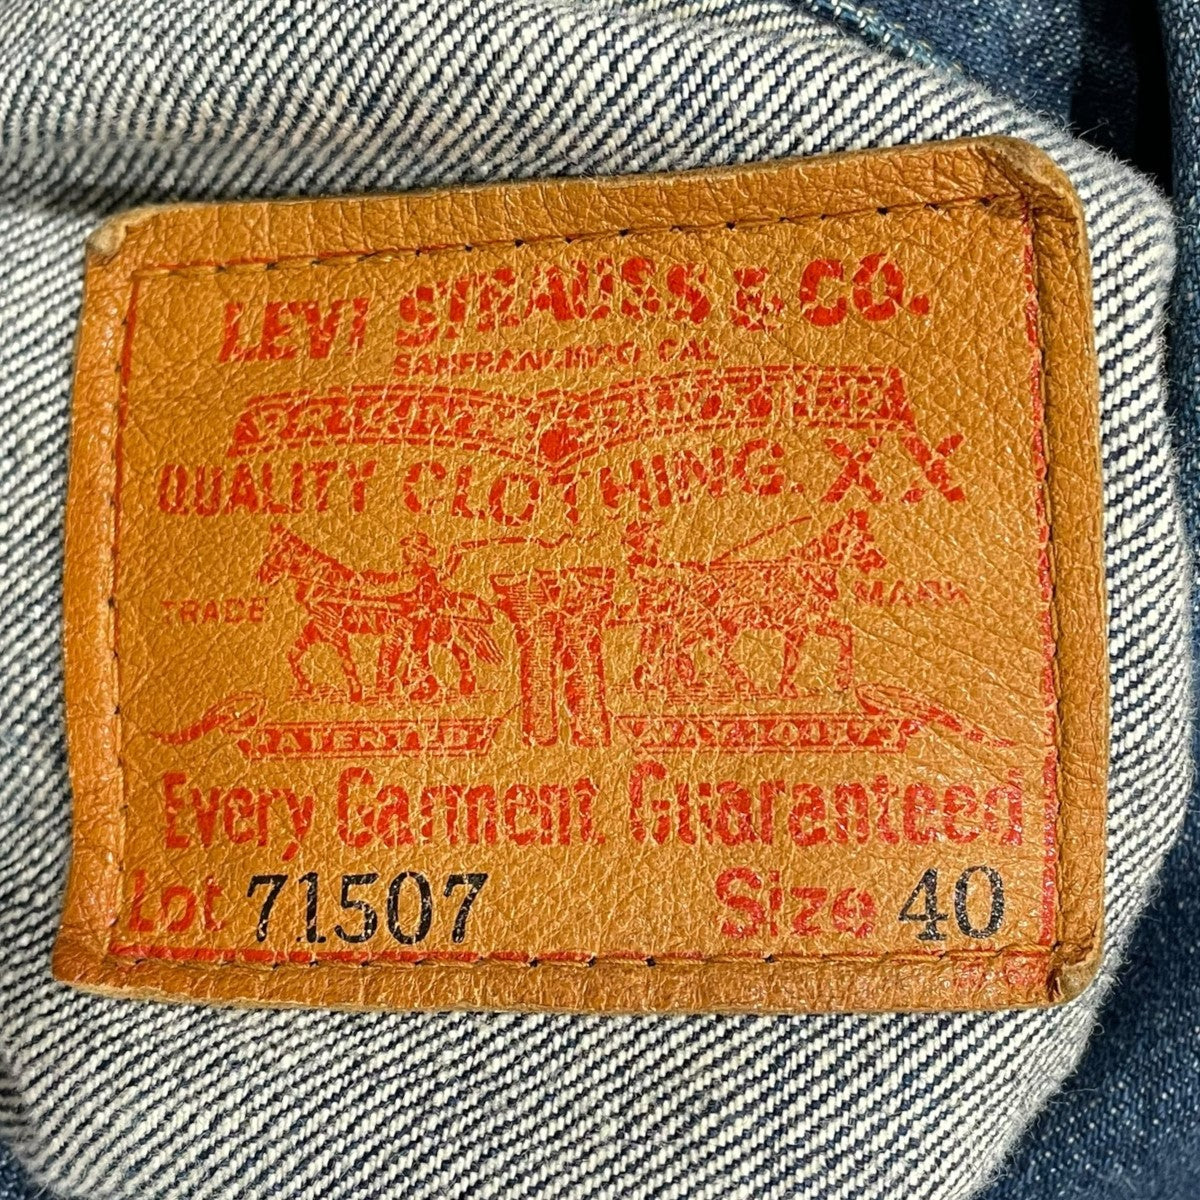 LEVI STRAUSS & CO.
SAN FRANCISCO CAL
QUALITY CLOTHING. XX
TRADE MARK
Every Garment Guaranteed
Lot 71507 Size 40